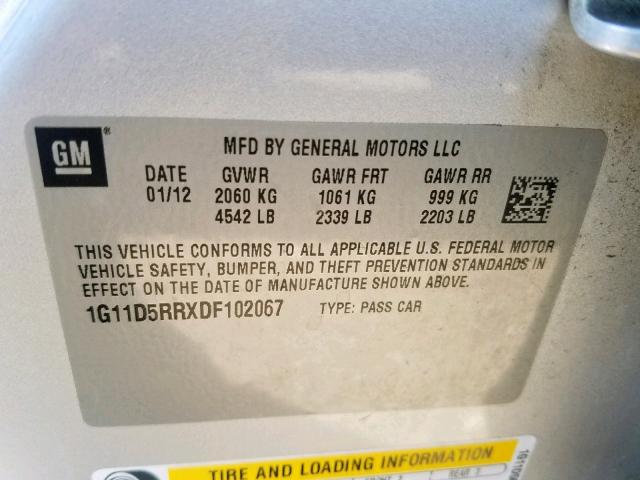 GM ®
MFD BY GENERAL MOTORS LLC
DATE GVWR GAWR FRT GAWR RR
01/12 2060 KG 1061 KG 999 KG
4542 LB 2339 LB 2203 LB
THIS VEHICLE CONFORMS TO ALL APPLICABLE U.S. FEDERAL MOTOR
VEHICLE SAFETY, BUMPER, AND THEFT PREVENTION STANDARDS IN
EFFECT ON THE DATE OF MANUFACTURE SHOWN ABOVE.
1G11D5RRXDF102067 TYPE: PASS CAR
TIRE AND LOADING INFORMATION